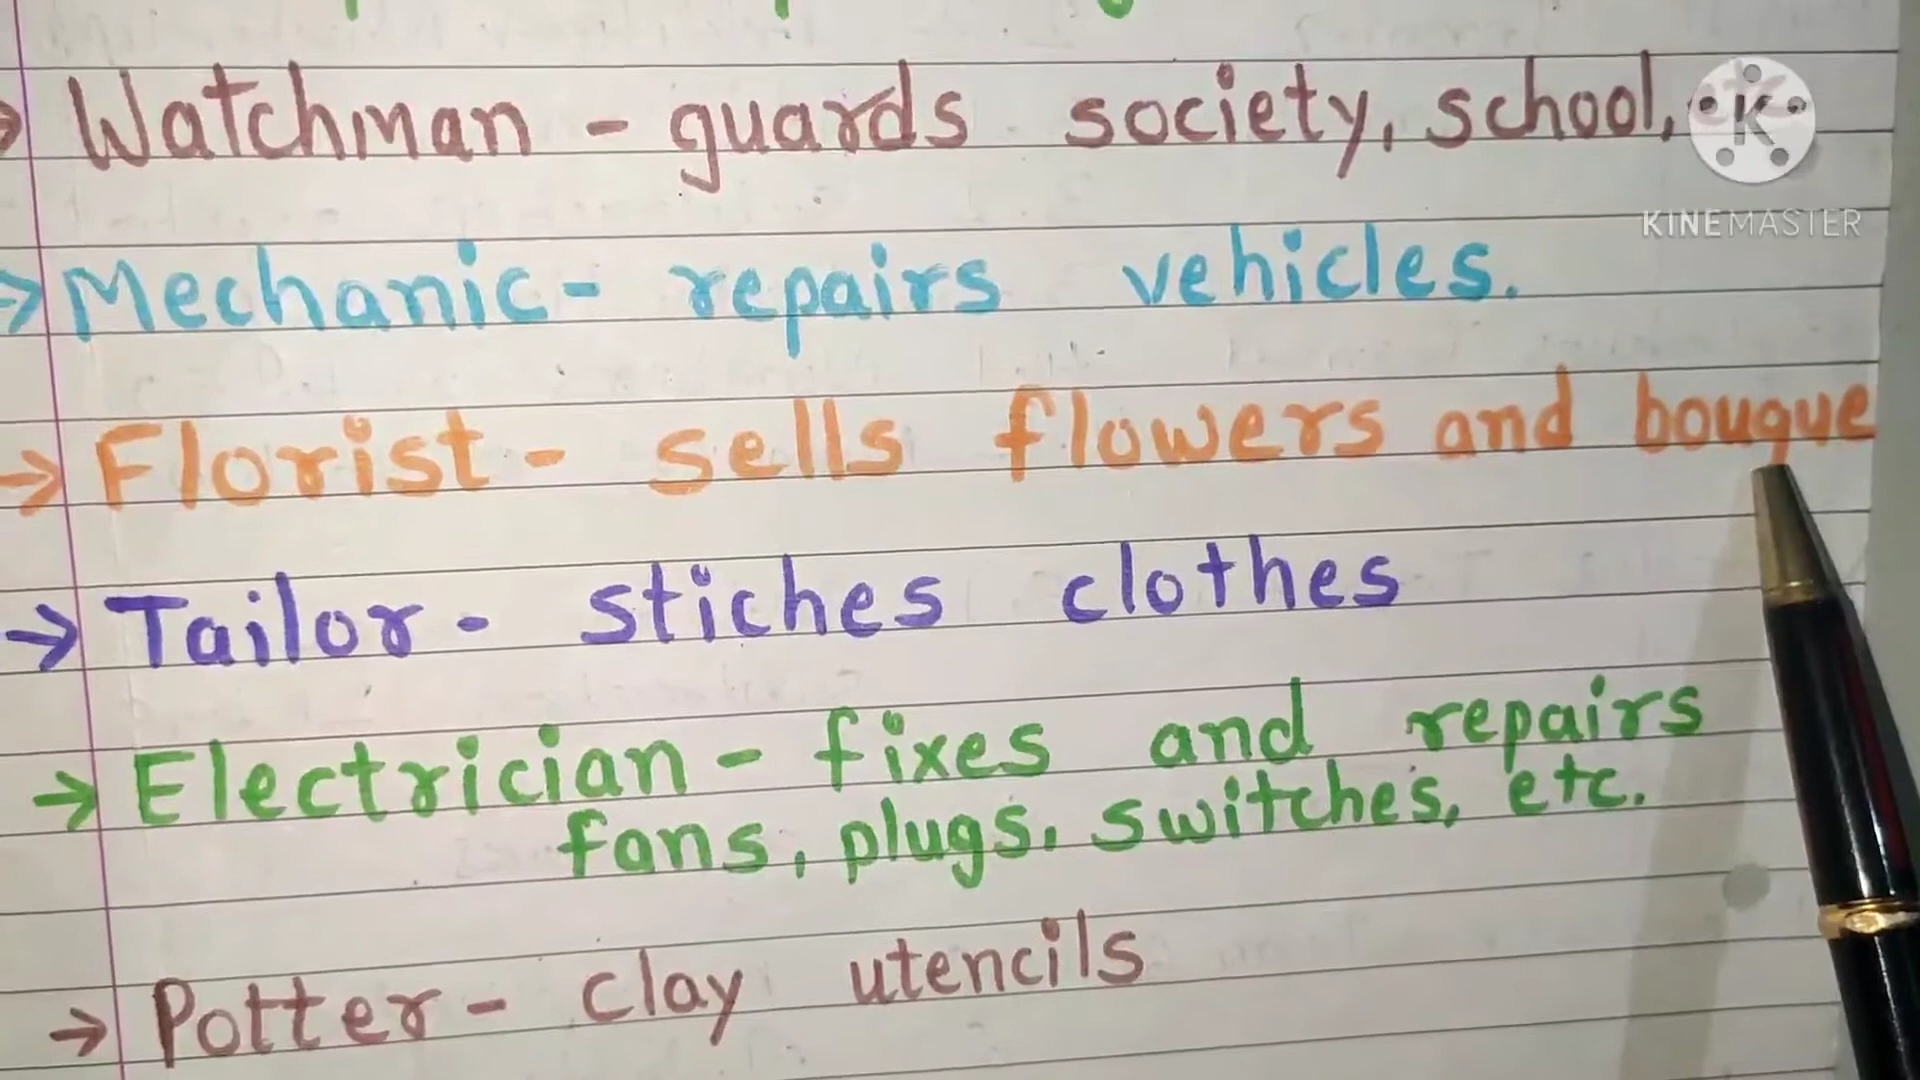 Watchman - guards society, school, etc
KINEMASTER
→ Mechanic - repairs vehicles.
→ Florist - sells flowers and bouque
→ Tailor - stiches clothes
→ Electrician - fixes and repairs
fans, plugs, switches, etc.
→ Potter - clay utencils